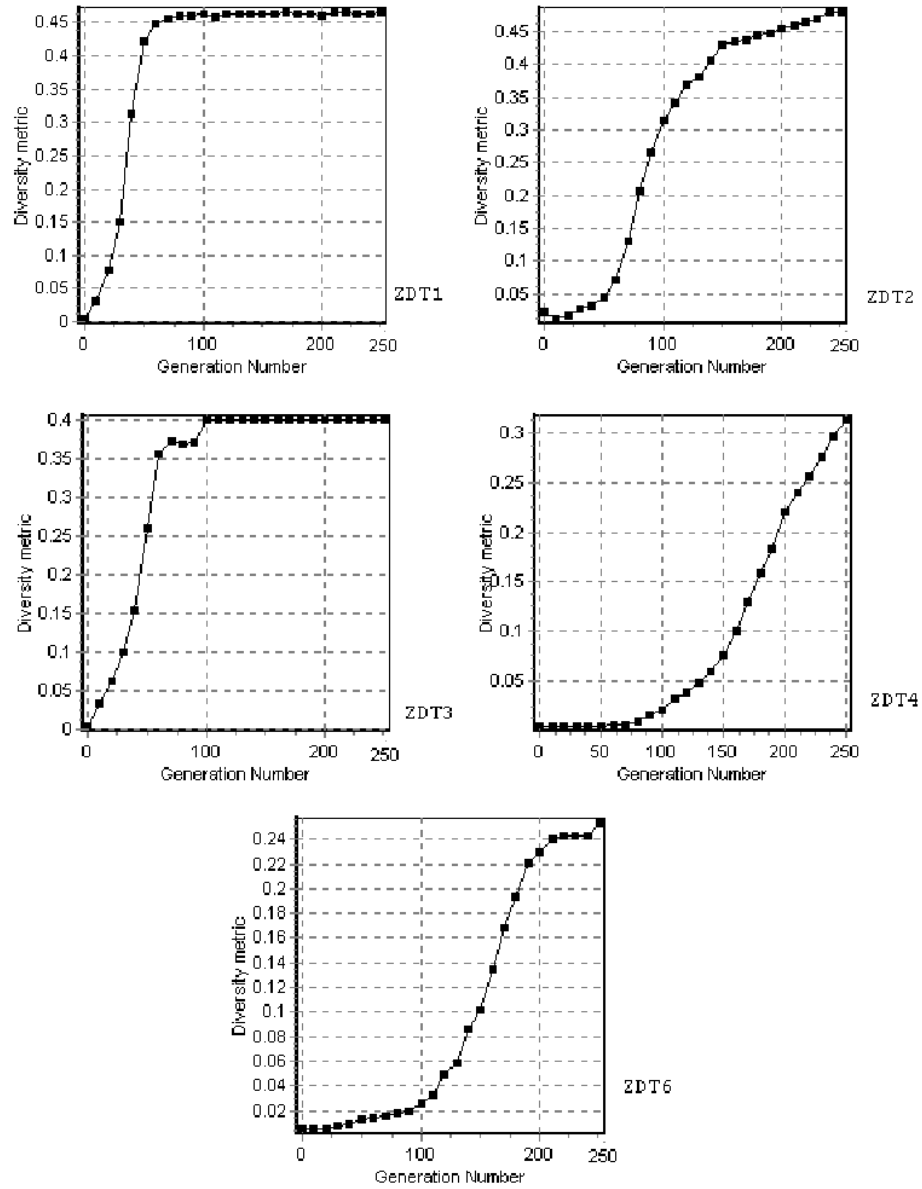 0.45
0.4
0.35
0.3
0.25
0.2
0.15
0.1
0.05
0
Diversity metric
0 100 200 250
Generation Number
ZDT1
0.45
0.4
0.35
0.3
0.25
0.2
0.15
0.1
0.05
Diversity metric
0 100 200 250
Generation Number
ZDT2
0.4
0.35
0.3
0.25
0.2
0.15
0.1
0.05
0
Diversity metric
0 100 200 250
Generation Number
ZDT3
0.3
0.25
0.2
0.15
0.1
0.05
Diversity metric
0 50 100 150 200 250
Generation Number
ZDT4
0.24
0.22
0.2
0.18
0.16
0.14
0.12
0.1
0.08
0.06
0.04
0.02
Diversity metric
0 100 200 250
Generation Number
ZDT6